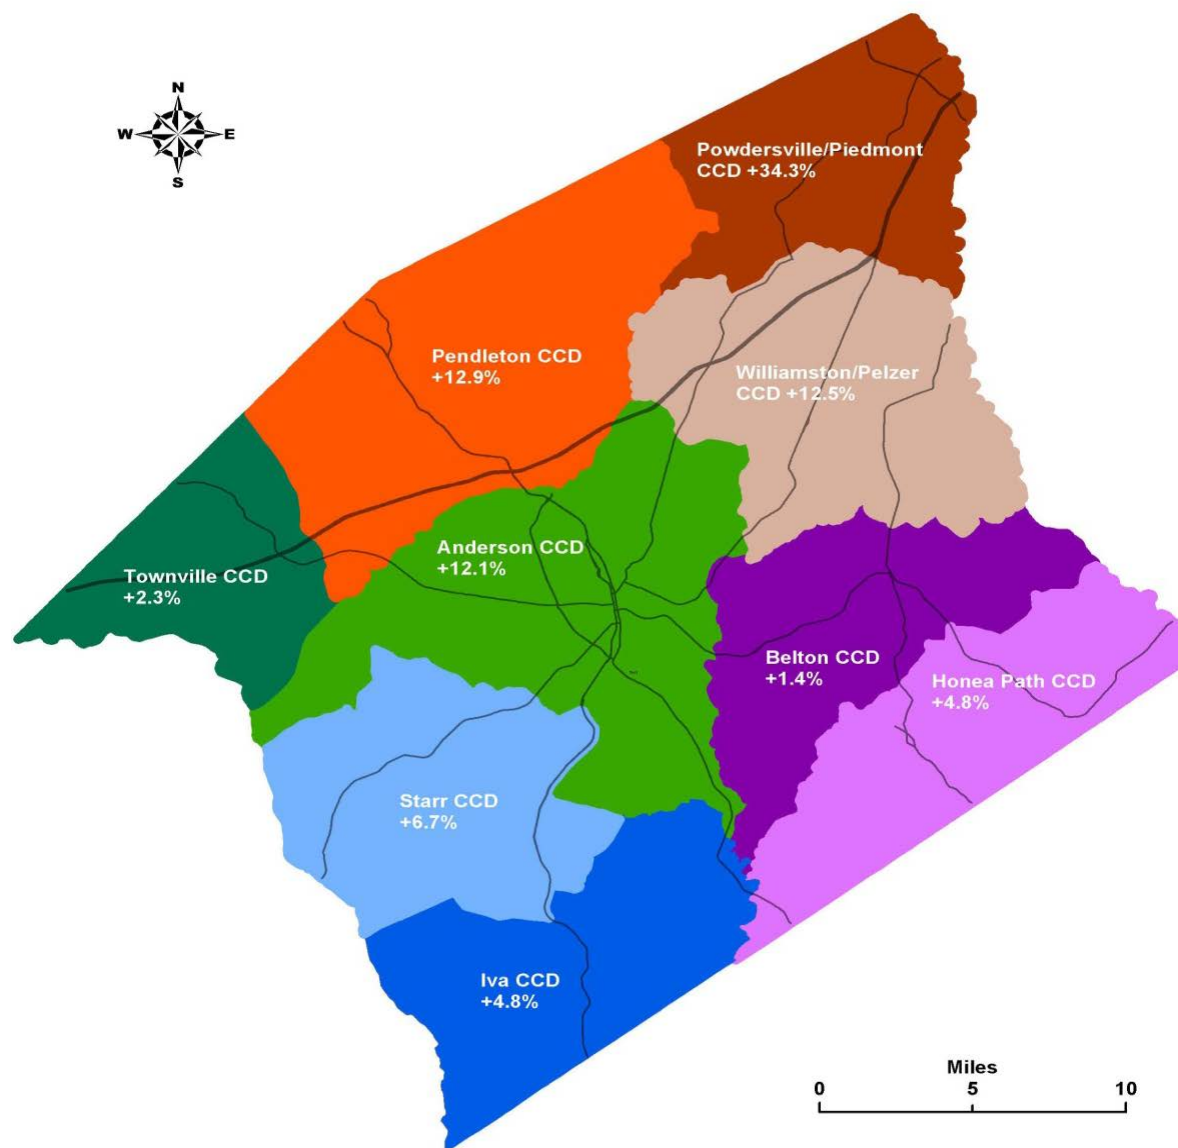 N
W E
S
Powdersville/Piedmont
CCD +34.3%
Pendleton CCD
+12.9%
Williamston/Pelzer
CCD +12.5%
Anderson CCD
+12.1%
Townville CCD
+2.3%
Belton CCD
+1.4%
Honea Path CCD
+4.8%
Starr CCD
+6.7%
Iva CCD
+4.8%
Miles
0 5 10